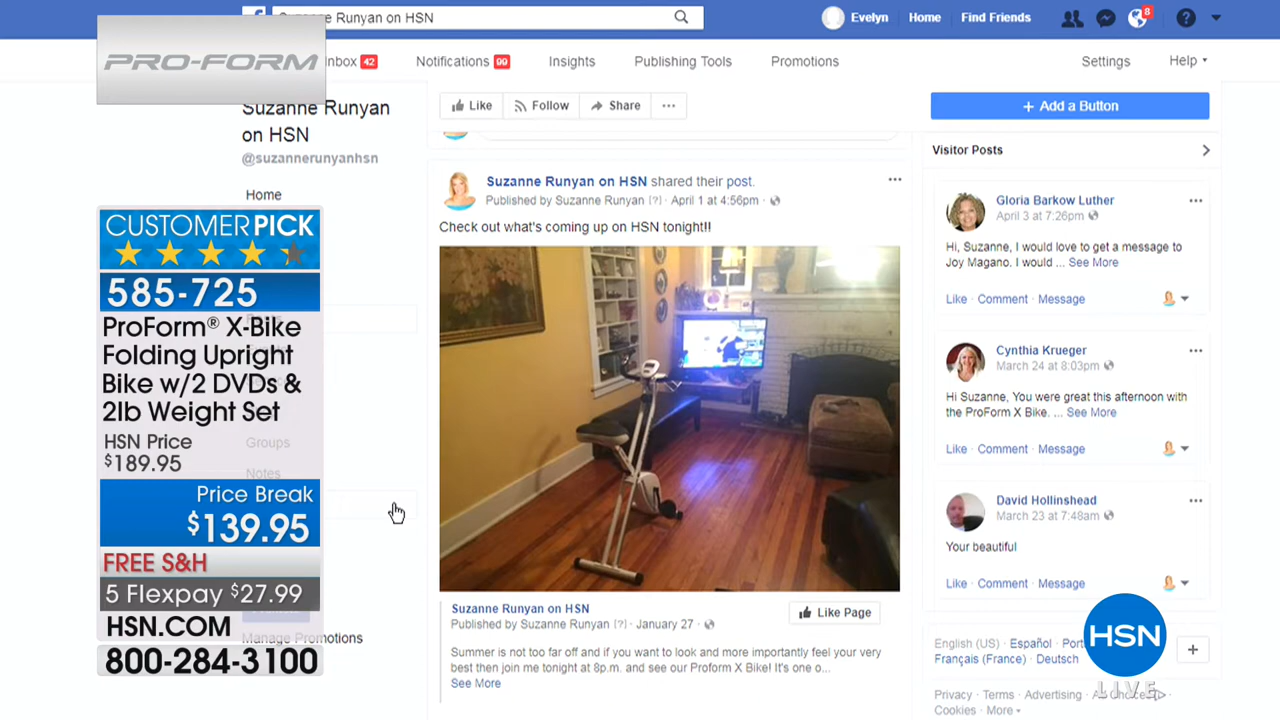 Suzanne Runyan on HSN
Evelyn
Home
Find Friends
8
PRO-FORM
Inbox 42
Notifications 99
Insights
Publishing Tools
Promotions
Settings
Help
Suzanne Runyan
on HSN
@suzannerunyanhsn
Home
CUSTOMER PICK
585-725
ProForm® X-Bike
Folding Upright
Bike w/2 DVDs &
2lb Weight Set
HSN Price
$189.95
Groups
Notes
Price Break
$139.95
FREE S&H
5 Flexpay $27.99
HSN.COM
Manage Promotions
800-284-3100
Like
Follow
Share
...
+ Add a Button
Suzanne Runyan on HSN shared their post.
Published by Suzanne Runyan [?] · April 1 at 4:56pm ·
Check out what's coming up on HSN tonight!!
Suzanne Runyan on HSN
Published by Suzanne Runyan [?] · January 27 ·
Like Page
Summer is not too far off and if you want to look and more importantly feel your very
best then join me tonight at 8p.m. and see our Proform X Bike! It's one o...
See More
Visitor Posts
Gloria Barkow Luther
April 3 at 7:26pm
Hi, Suzanne, I would love to get a message to
Joy Magano. I would ... See More
Like · Comment · Message
Cynthia Krueger
March 24 at 8:03pm
Hi Suzanne, You were great this afternoon with
the ProForm X Bike. ... See More
Like · Comment · Message
David Hollinshead
March 23 at 7:48am
Your beautiful
Like · Comment · Message
English (US) · Español ·
Français (France) · Deutsch
Privacy · Terms · Advertising ·
Cookies · More
HSN
LIVE